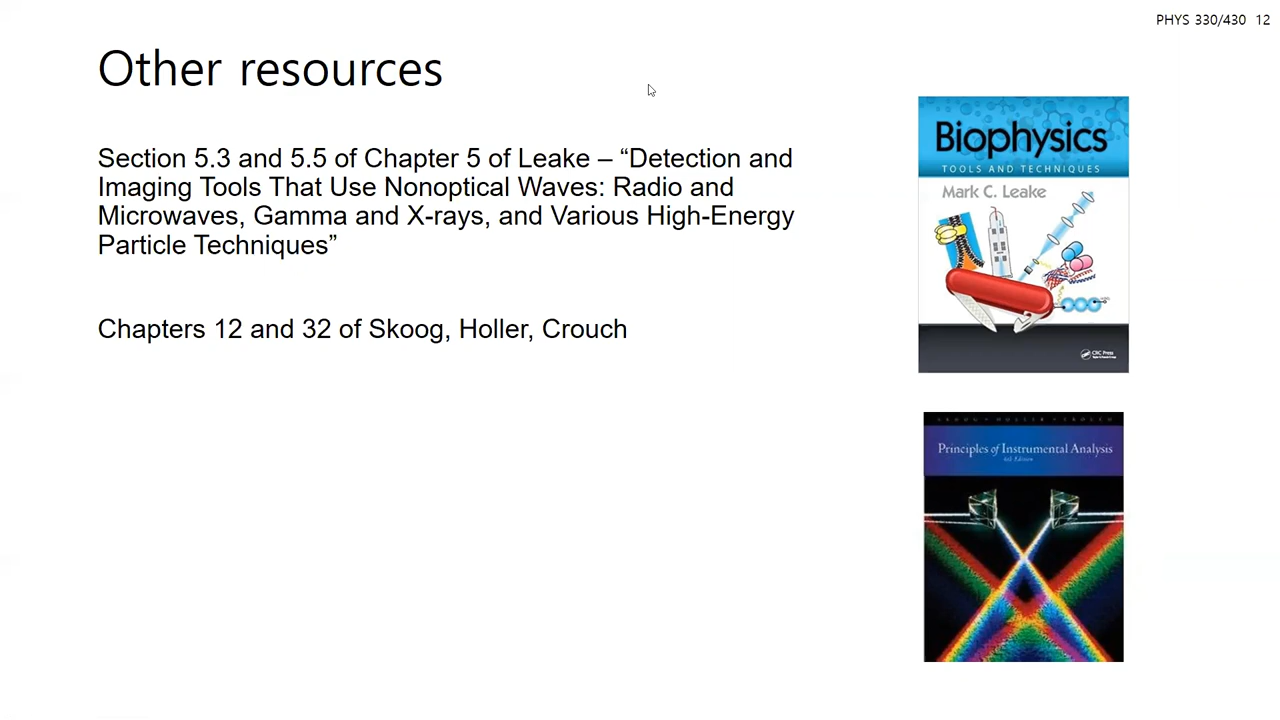 PHYS 330/430 12
Other resources
Section 5.3 and 5.5 of Chapter 5 of Leake – “Detection and
Imaging Tools That Use Nonoptical Waves: Radio and
Microwaves, Gamma and X-rays, and Various High-Energy
Particle Techniques”
Chapters 12 and 32 of Skoog, Holler, Crouch
Biophysics
TOOLS AND TECHNIQUES
Mark C. Leake
CRC Press
Principles of Instrumental Analysis
6th Edition